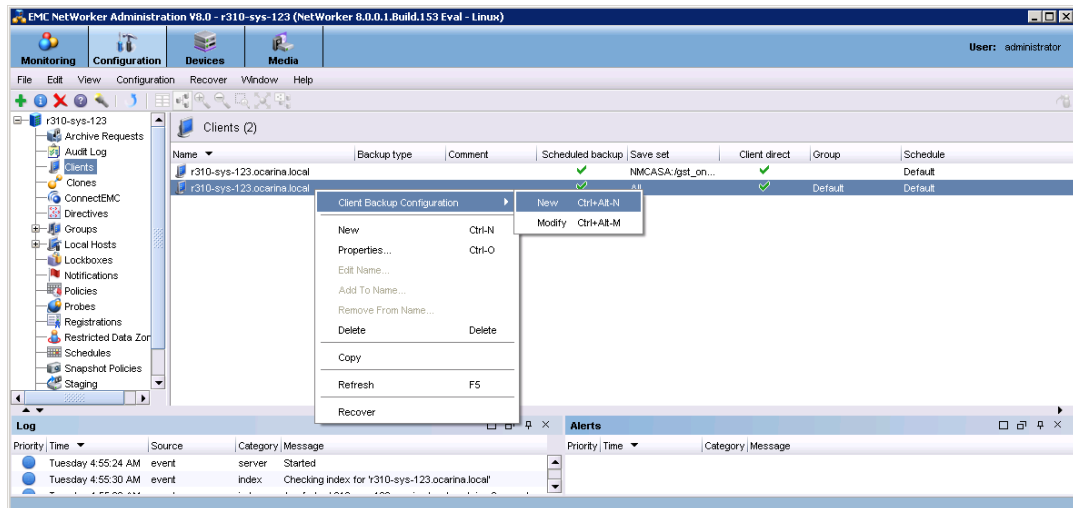 EMC NetWorker Administration V8.0 - r310-sys-123 (NetWorker 8.0.0.1.Build.153 Eval - Linux)
Monitoring Configuration Devices Media
User: administrator
File Edit View Configuration Recover Window Help
r310-sys-123
Archive Requests
Audit Log
Clients
Clones
ConnectEMC
Directives
Groups
Local Hosts
Lockboxes
Notifications
Policies
Probes
Registrations
Restricted Data Zon
Schedules
Snapshot Policies
Staging
Clients (2)
Name Backup type Comment Scheduled backup Save set Client direct Group Schedule
r310-sys-123.ocarina.local NMCASA:/gst_on... Default
r310-sys-123.ocarina.local All Default Default
Client Backup Configuration
New Ctrl-N
Properties... Ctrl-O
Edit Name...
Add To Name...
Remove From Name...
Delete Delete
Copy
Refresh F5
Recover
New Ctrl+Alt-N
Modify Ctrl+Alt-M
Log
Priority Time Source Category Message
Tuesday 4:55:24 AM event server Started
Tuesday 4:55:30 AM event index Checking index for 'r310-sys-123.ocarina.local'
Alerts
Priority Time Category Message